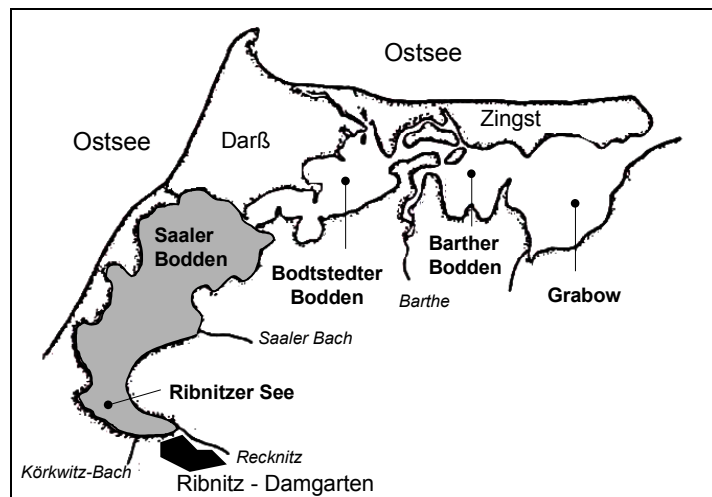 Ostsee
Ostsee
Darß
Zingst
Saaler
Bodden
Bodtstedter
Bodden
Barther
Bodden
Grabow
Barthe
Saaler Bach
Ribnitzer See
Körkwitz-Bach
Recknitz
Ribnitz - Damgarten